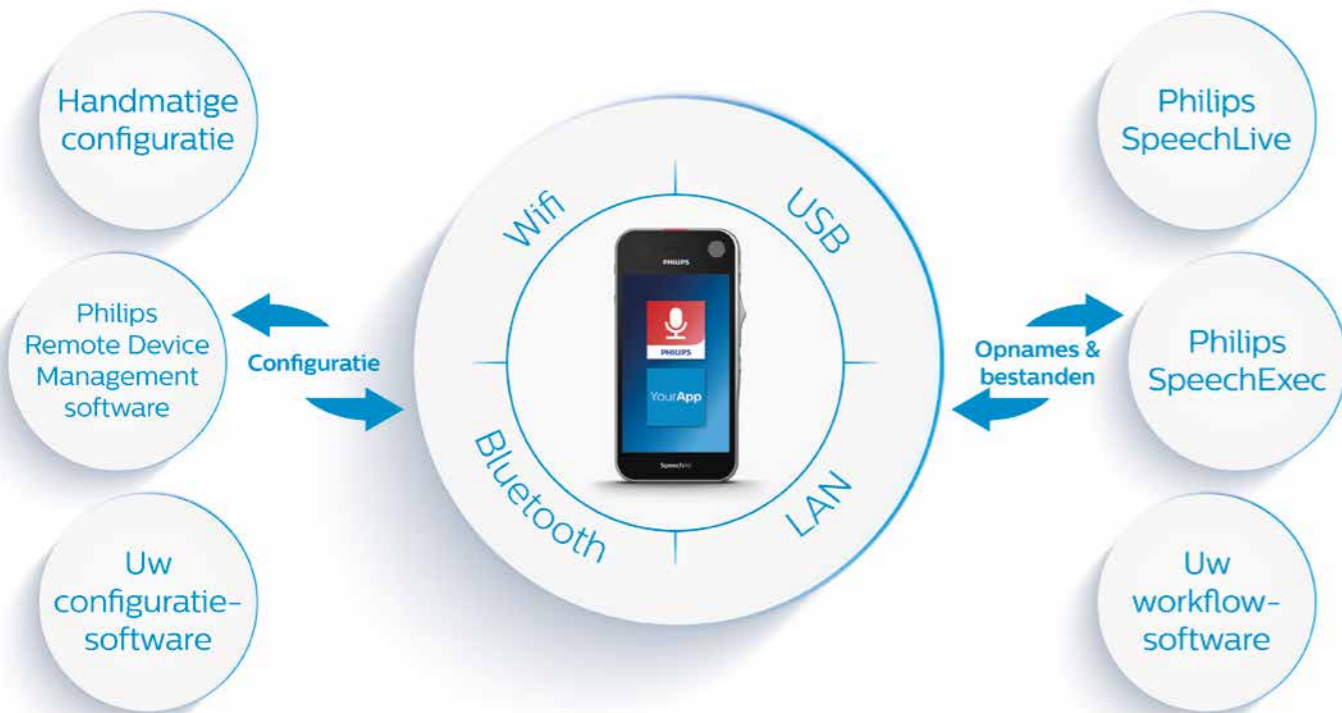 Handmatige
configuratie
Philips
Remote Device
Management
software
Uw
configuratie-
software
Configuratie
Wifi
USB
Bluetooth
LAN
PHILIPS
PHILIPS
YourApp
SpeechAir
Opnames &
bestanden
Philips
SpeechLive
Philips
SpeechExec
Uw
workflow-
software